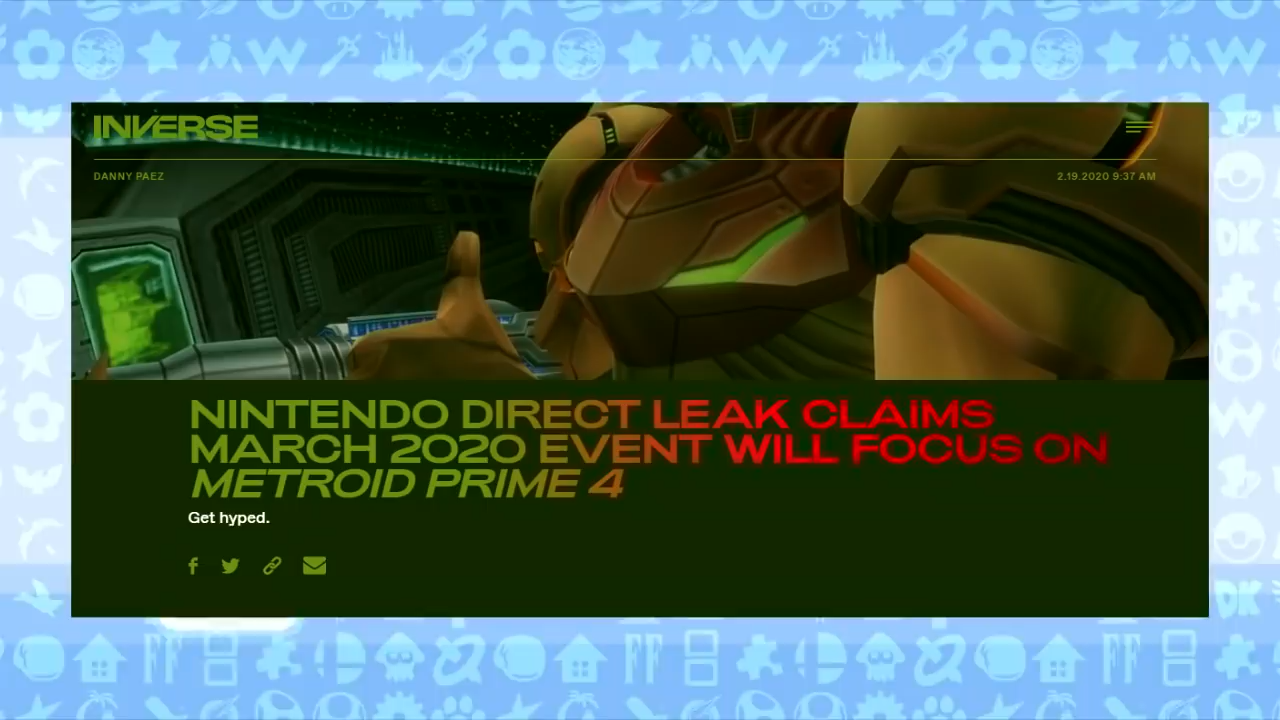 INVERSE
DANNY PAEZ
2.19.2020 9:37 AM
NINTENDO DIRECT LEAK CLAIMS
MARCH 2020 EVENT WILL FOCUS ON
METROID PRIME 4
Get hyped.